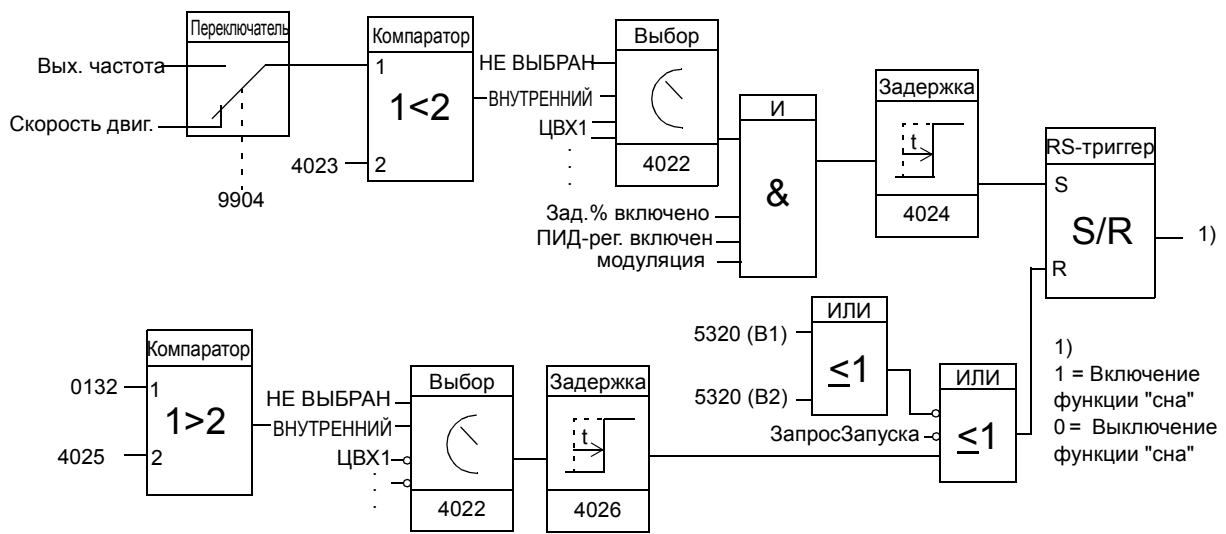 Переключатель
Вых. частота
Скорость двиг.
9904
Компаратор
1
1<2
2
4023
НЕ ВЫБРАН
ВНУТРЕННИЙ
ЦВХ1
.
.
.
Выбор
4022
Зад.% включено
ПИД-рег. включен
модуляция
И
&
Задержка
t
4024
RS-триггер
S
S/R
R
1)
Компаратор
0132
1
1>2
4025
2
НЕ ВЫБРАН
ВНУТРЕННИЙ
ЦВХ1
.
.
.
Выбор
4022
Задержка
t
4026
5320 (B1)
5320 (B2)
ИЛИ
≤1
ЗапросЗапуска
ИЛИ
≤1
1)
1 = Включение
функции "сна"
0 = Выключение
функции "сна"